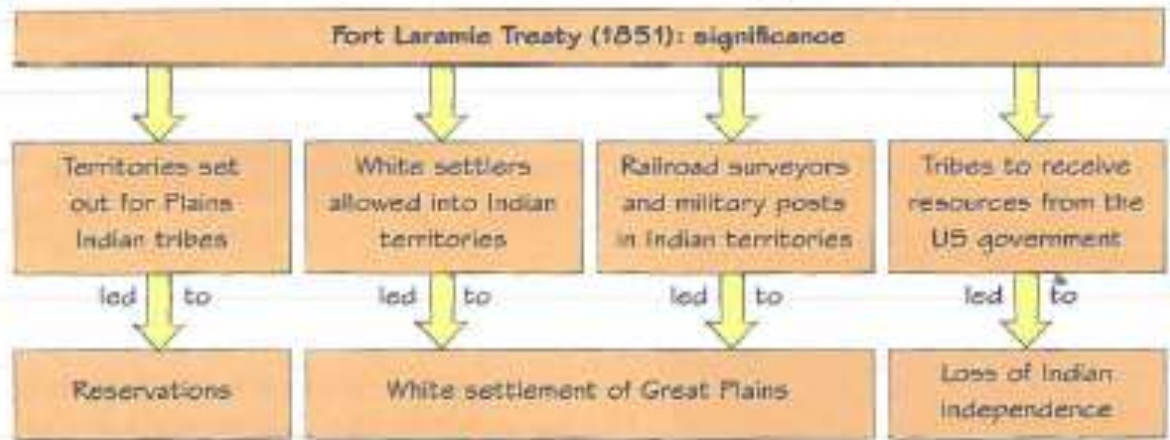 Fort Laramie Treaty (1851): significance
Territories set
out for Plains
Indian tribes
White settlers
allowed into Indian
territories
Railroad surveyors
and military posts
in Indian territories
Tribes to receive
resources from the
US government
led to
led to
led to
led to
Reservations
White settlement of Great Plains
Loss of Indian
independence